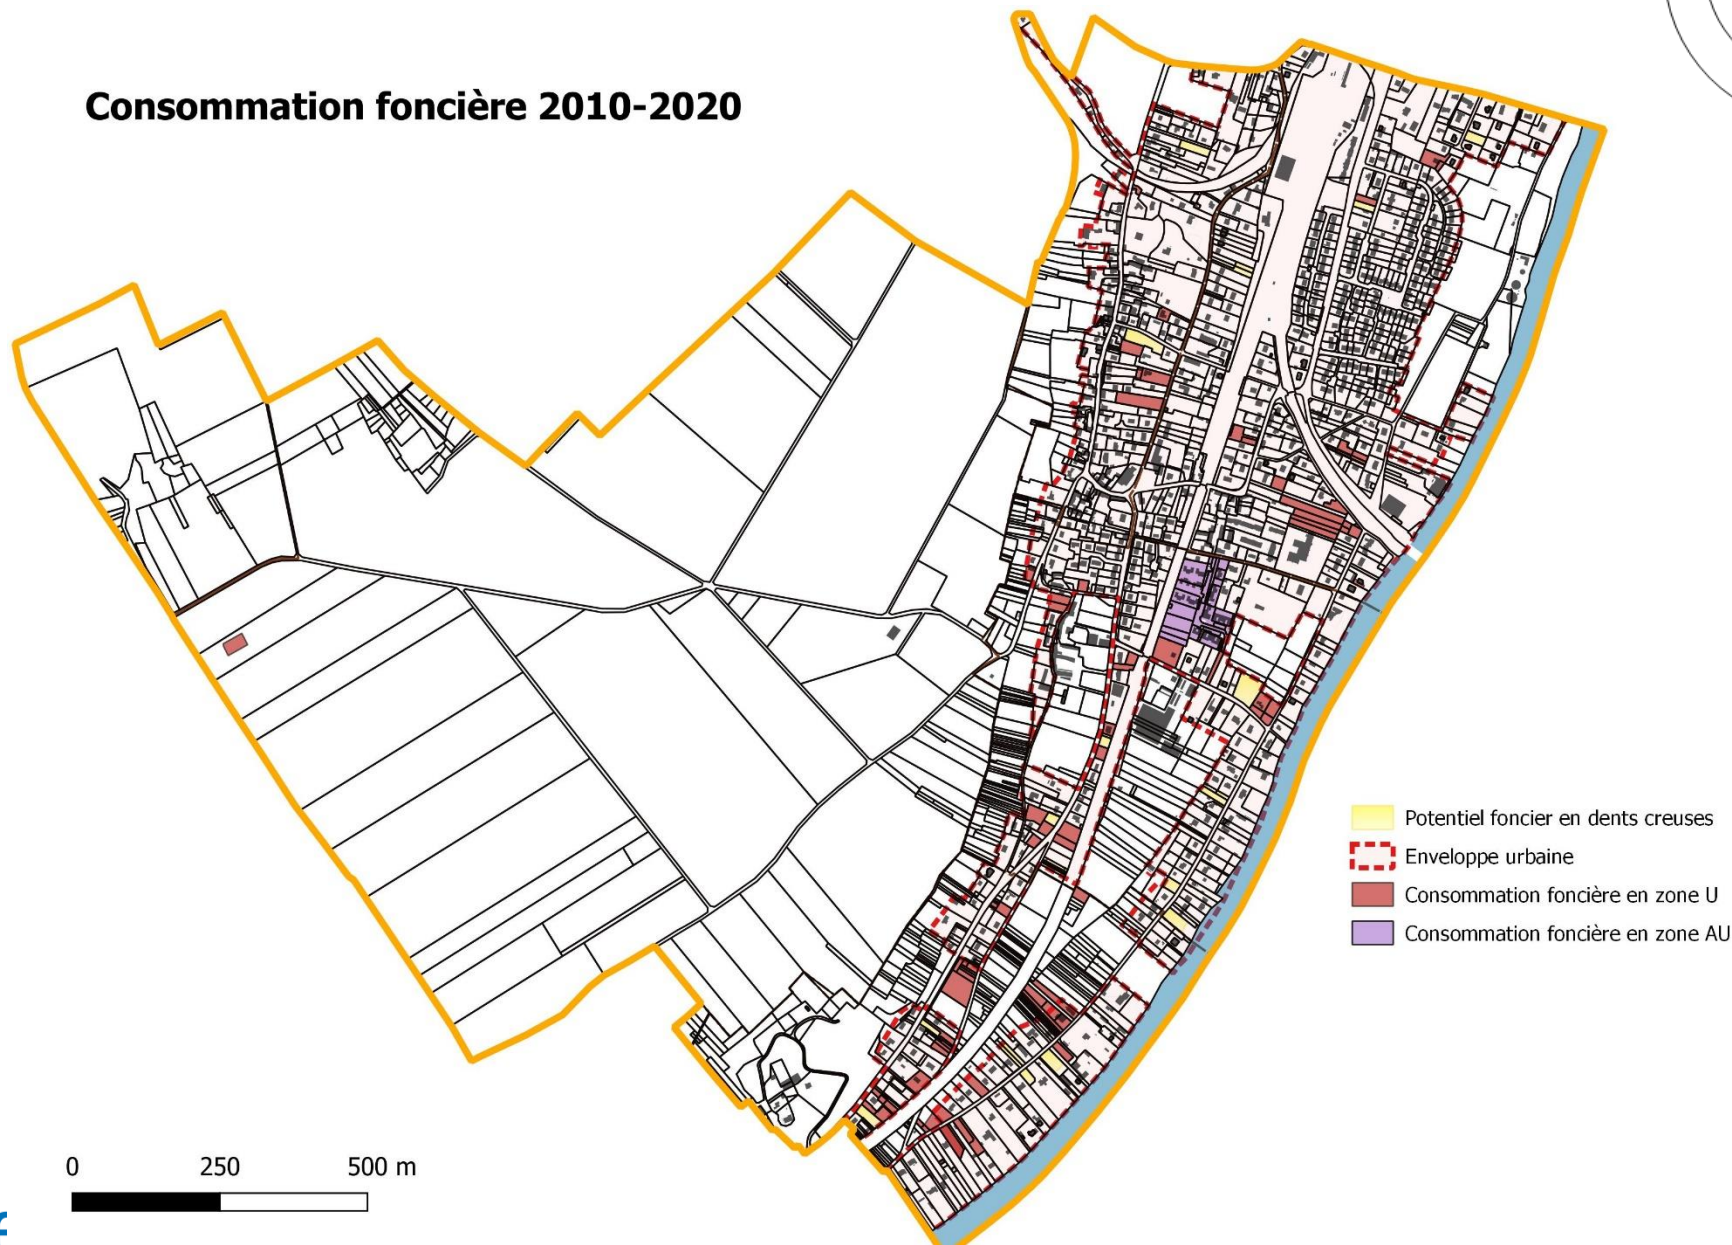 Consommation foncière 2010-2020
Potentiel foncier en dents creuses
Enveloppe urbaine
Consommation foncière en zone U
Consommation foncière en zone AU
0 250 500 m